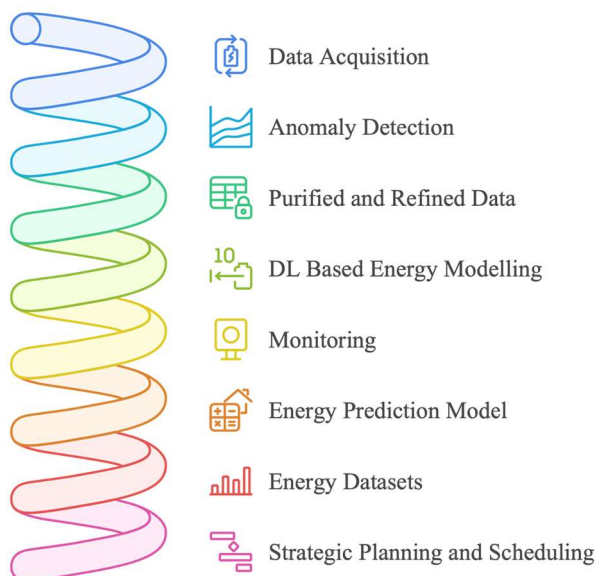 Data Acquisition
Anomaly Detection
Purified and Refined Data
10
DL Based Energy Modelling
Monitoring
Energy Prediction Model
Energy Datasets
Strategic Planning and Scheduling